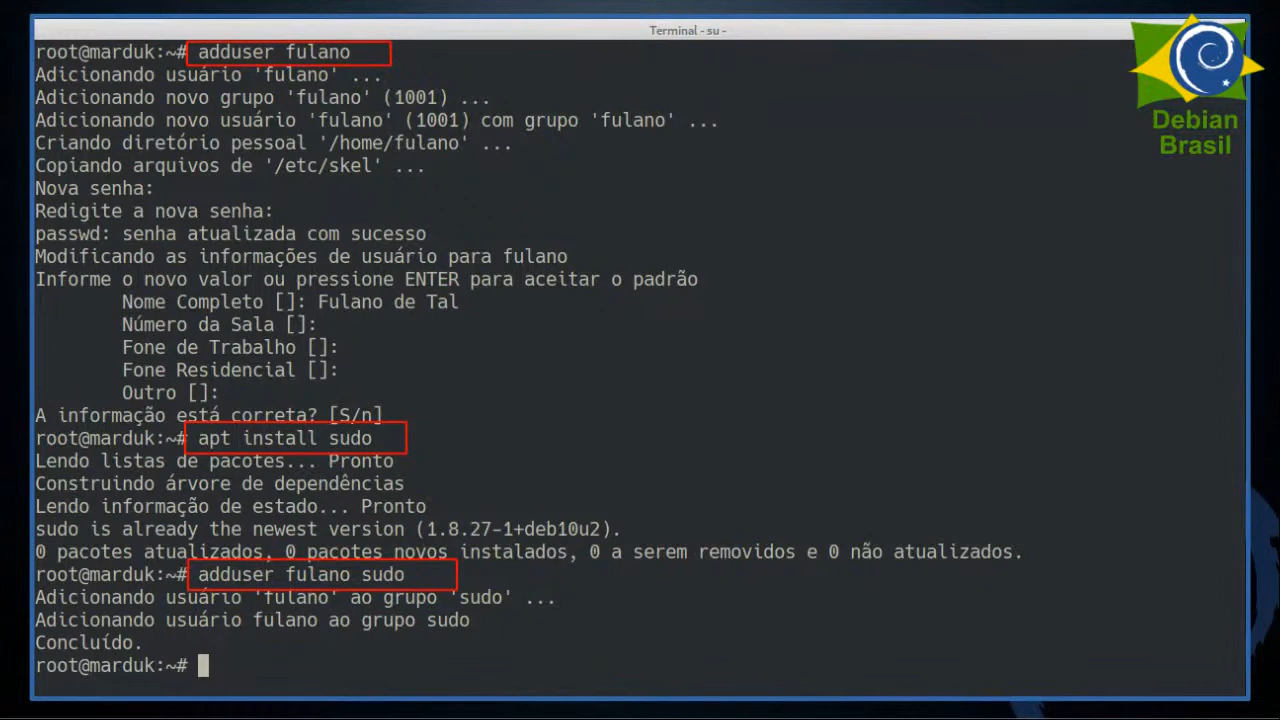 Terminal - su -
root@marduk:~# adduser fulano
Adicionando usuário 'fulano' ...
Adicionando novo grupo 'fulano' (1001) ...
Adicionando novo usuário 'fulano' (1001) com grupo 'fulano' ...
Criando diretório pessoal '/home/fulano' ...
Copiando arquivos de '/etc/skel' ...
Nova senha:
Redigite a nova senha:
passwd: senha atualizada com sucesso
Modificando as informações de usuário para fulano
Informe o novo valor ou pressione ENTER para aceitar o padrão
Nome Completo []: Fulano de Tal
Número da Sala []:
Fone de Trabalho []:
Fone Residencial []:
Outro []:
A informação está correta? [S/n]
root@marduk:~# apt install sudo
Lendo listas de pacotes... Pronto
Construindo árvore de dependências
Lendo informação de estado... Pronto
sudo is already the newest version (1.8.27-1+deb10u2).
0 pacotes atualizados, 0 pacotes novos instalados, 0 a serem removidos e 0 não atualizados.
root@marduk:~# adduser fulano sudo
Adicionando usuário 'fulano' ao grupo 'sudo' ...
Adicionando usuário fulano ao grupo sudo
Concluído.
root@marduk:~#
Debian
Brasil